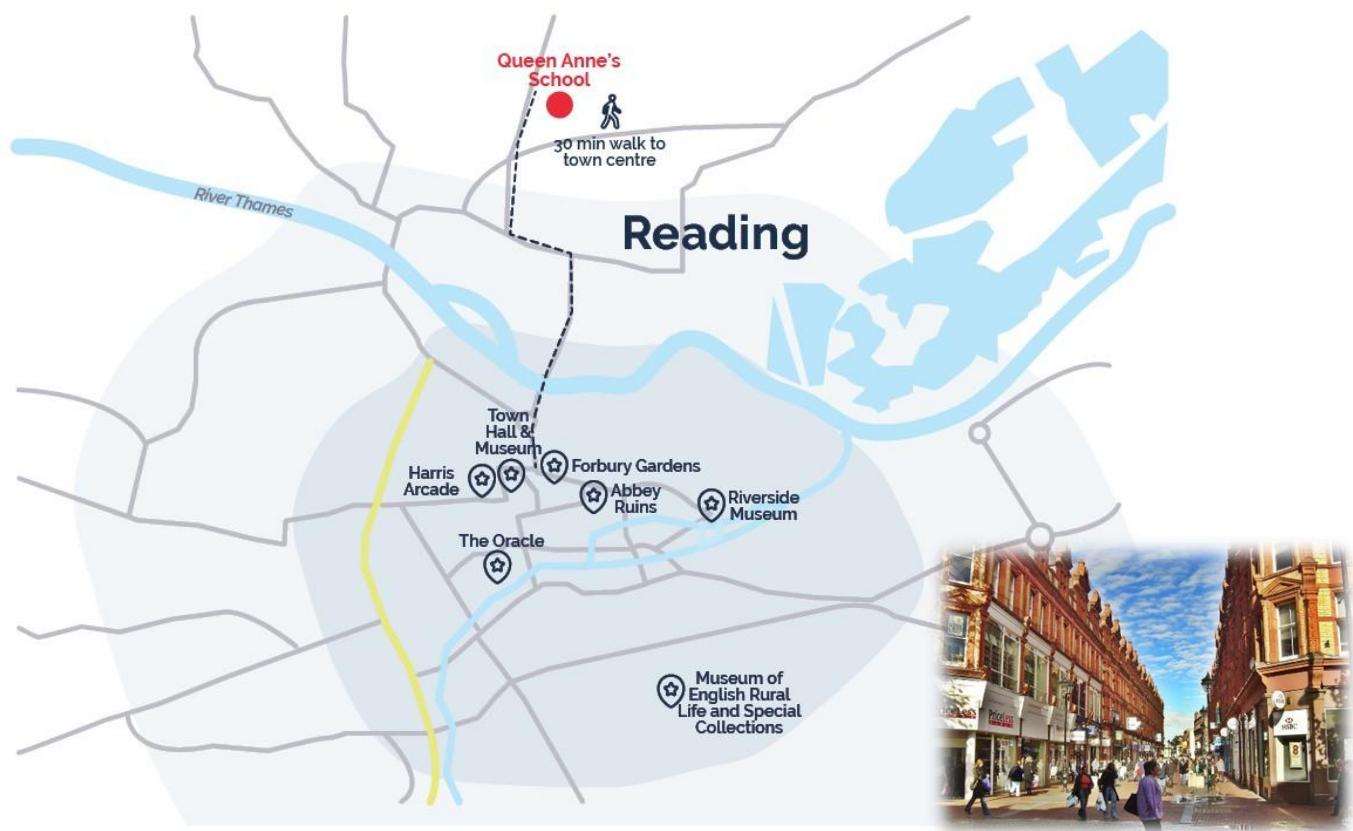 Queen Anne's
School
30 min walk to
town centre
River Thames
Reading
Town
Hall &
Museum
Harris
Arcade
Forbury Gardens
Abbey
Ruins
Riverside
Museum
The Oracle
Museum of
English Rural
Life and Special
Collections
PriceLess
HSBC